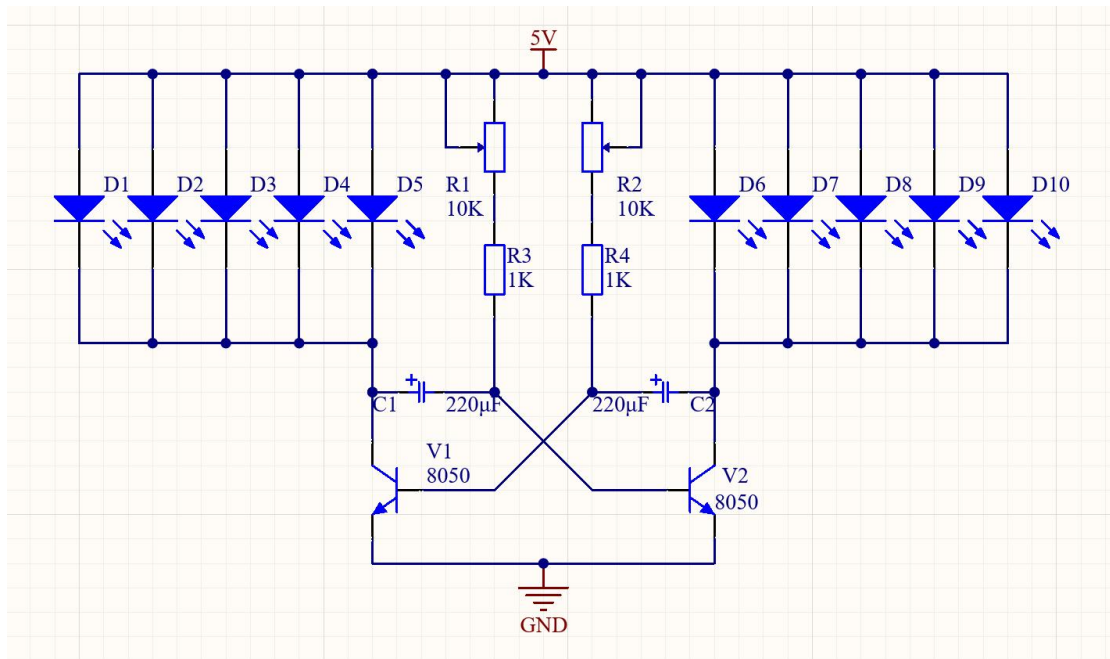 5V
D1 D2 D3 D4 D5 R1 R2 D6 D7 D8 D9 D10
10K 10K
R3 R4
1K 1K
+ +
C1 220μF 220μF C2
V1
8050
V2
8050
GND